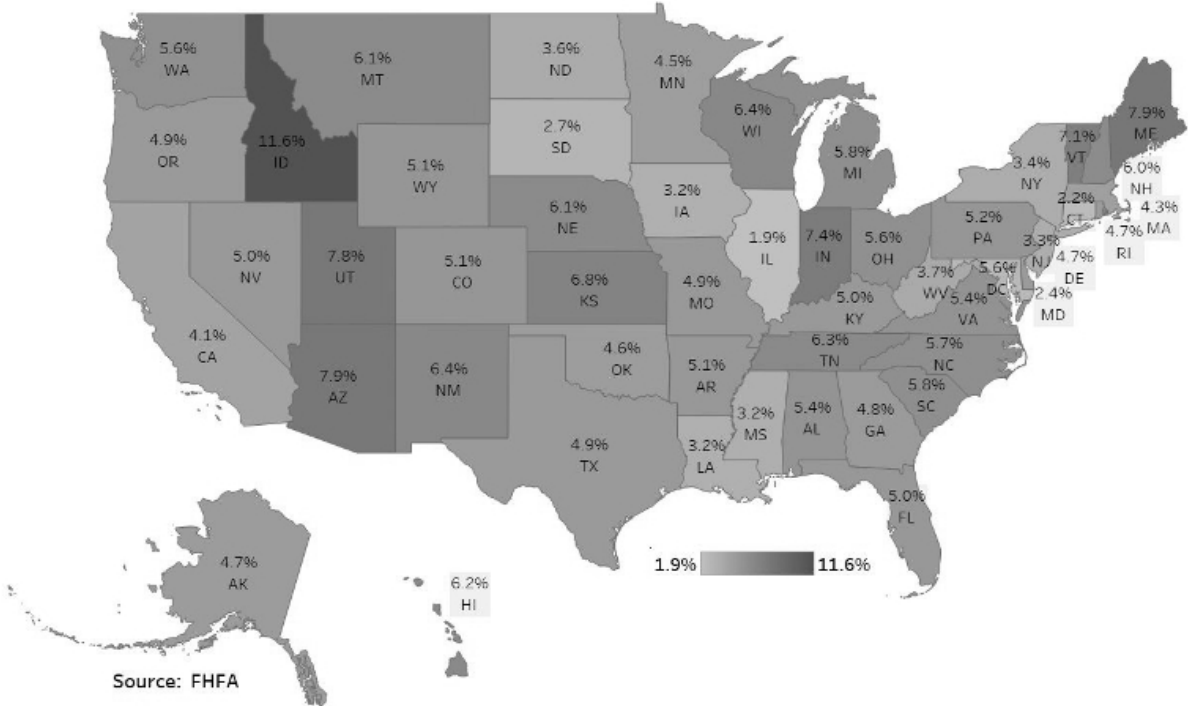 5.6%
WA
6.1%
MT
3.6%
ND
4.5%
MN
4.9%
OR
11.6%
ID
5.1%
WY
2.7%
SD
6.4%
WI
5.8%
MI
7.9%
ME
7.1%
VT
6.0%
NH
3.4%
NY
2.2%
CT
4.3%
MA
4.7%
RI
5.0%
NV
7.8%
UT
5.1%
CO
6.1%
NE
3.2%
IA
1.9%
IL
7.4%
IN
5.6%
OH
5.2%
PA
3.3%
NJ
4.7%
DE
2.4%
MD
5.6%
DC
3.7%
WV
5.4%
VA
4.1%
CA
6.8%
KS
4.9%
MO
5.0%
KY
7.9%
AZ
6.4%
NM
4.6%
OK
5.1%
AR
6.3%
TN
5.7%
NC
5.8%
SC
4.9%
TX
3.2%
LA
3.2%
MS
5.4%
AL
4.8%
GA
5.0%
FL
4.7%
AK
6.2%
HI
1.9% 11.6%
Source: FHFA